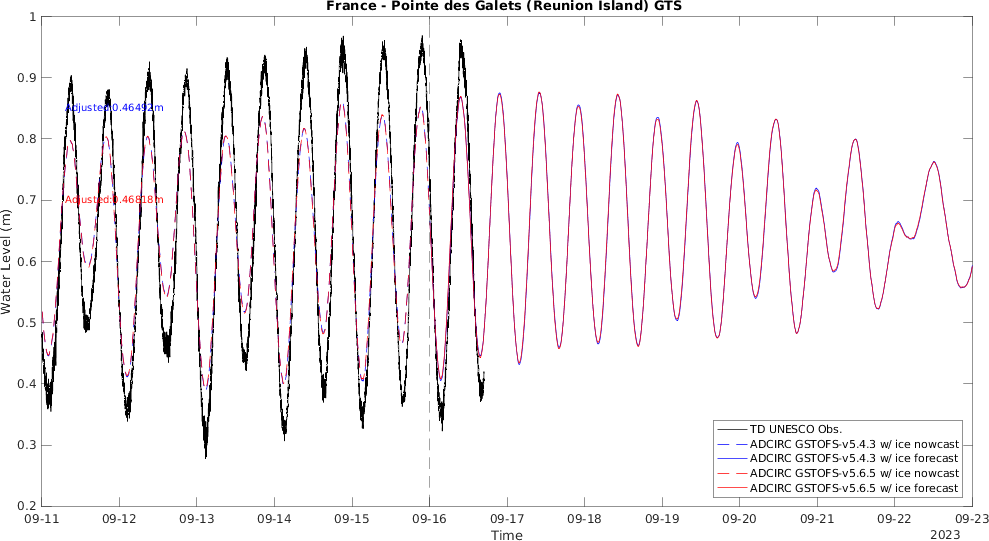 France - Pointe des Galets (Reunion Island) GTS
Water Level (m)
1
0.9
0.8
0.7
0.6
0.5
0.4
0.3
0.2
Adjusted:0.46492m
Adjusted:0.46818m
TD UNESCO Obs.
ADCIRC GSTOFS-v5.4.3 w/ ice nowcast
ADCIRC GSTOFS-v5.4.3 w/ ice forecast
ADCIRC GSTOFS-v5.6.5 w/ ice nowcast
ADCIRC GSTOFS-v5.6.5 w/ ice forecast
09-11 09-12 09-13 09-14 09-15 09-16 09-17 09-18 09-19 09-20 09-21 09-22 09-23
Time
2023